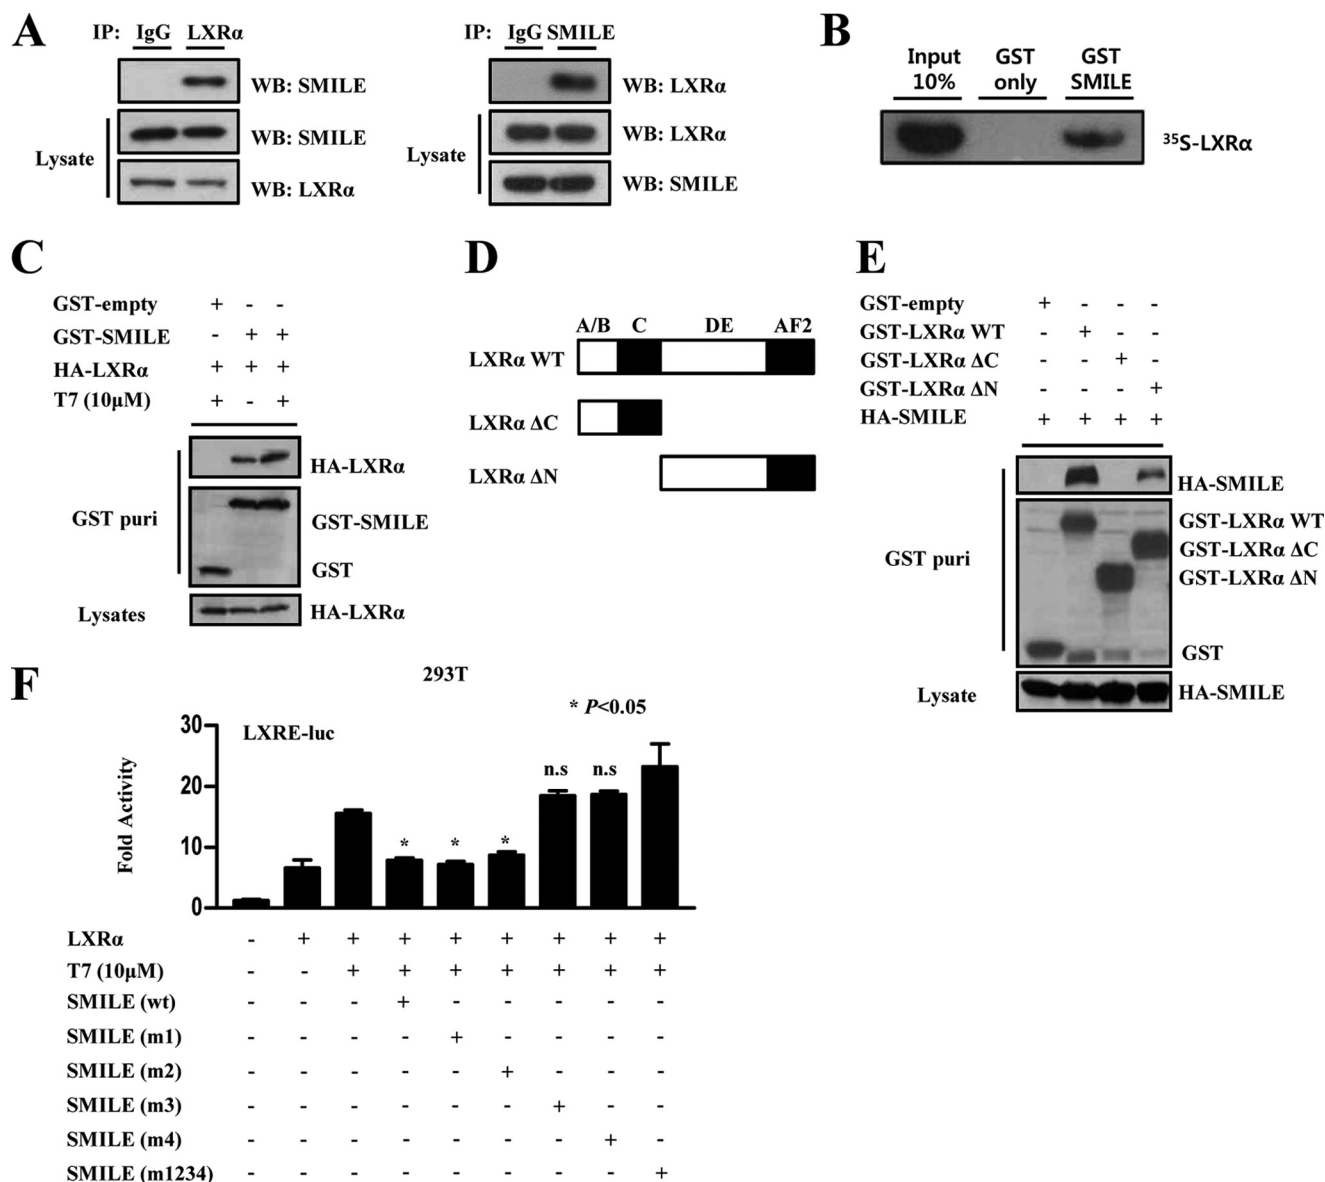 A
IP: IgG LXRα
WB: SMILE
WB: SMILE
Lysate
WB: LXRα
IP: IgG SMILE
WB: LXRα
WB: LXRα
Lysate
WB: SMILE
B
Input 10%
GST only
GST SMILE
³⁵S-LXRα
C
GST-empty + - -
GST-SMILE - + +
HA-LXRα + + +
T7 (10μM) + - +
HA-LXRα
GST puri
GST-SMILE
GST
Lysates
HA-LXRα
D
A/B C DE AF2
LXRα WT
LXRα ΔC
LXRα ΔN
E
GST-empty + - - -
GST-LXRα WT - + - -
GST-LXRα ΔC - - + -
GST-LXRα ΔN - - - +
HA-SMILE + + + +
HA-SMILE
GST-LXRα WT
GST puri
GST-LXRα ΔC
GST-LXRα ΔN
GST
Lysate
HA-SMILE
F
293T
* P<0.05
LXRE-luc
Fold Activity
30
20
10
0
* * * n.s n.s
LXRα - + + + + + + + +
T7 (10μM) - - + + + + + + +
SMILE (wt) - - - + - - - - -
SMILE (m1) - - - - + - - - -
SMILE (m2) - - - - - + - - -
SMILE (m3) - - - - - - + - -
SMILE (m4) - - - - - - - + -
SMILE (m1234) - - - - - - - - +